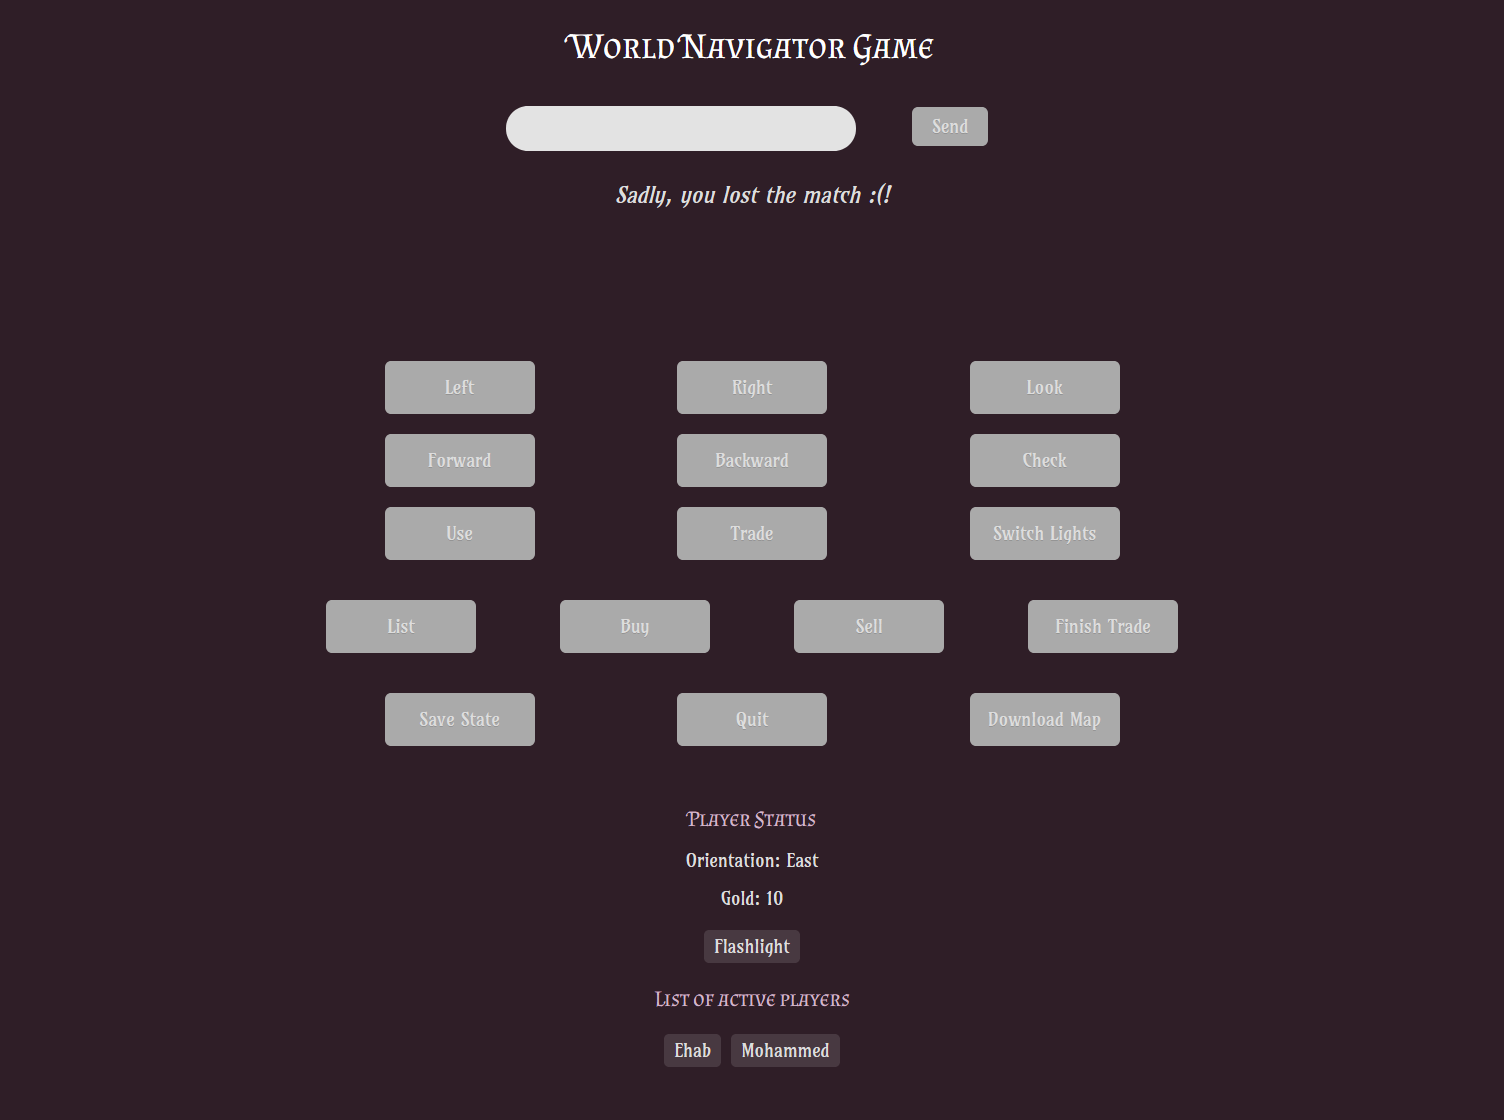 World Navigator Game
Send
Sadly, you lost the match :(!
Left Right Look
Forward Backward Check
Use Trade Switch Lights
List Buy Sell Finish Trade
Save State Quit Download Map
Player Status
Orientation: East
Gold: 10
Flashlight
List of active players
Ehab Mohammed